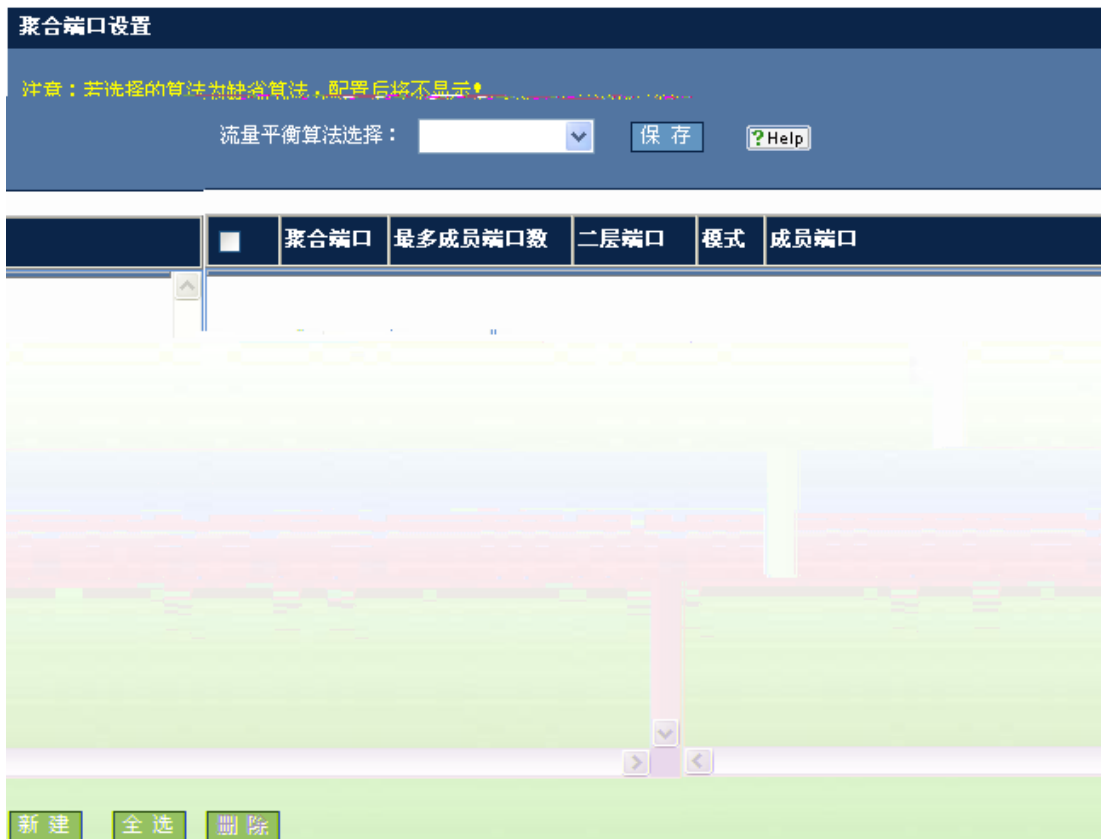 聚合端口设置
注意：若选择的算法为缺省算法，配置后将不显示！
流量平衡算法选择： 保 存 ?Help
聚合端口 最多成员端口数 二层端口 模式 成员端口
新 建 全 选 删 除